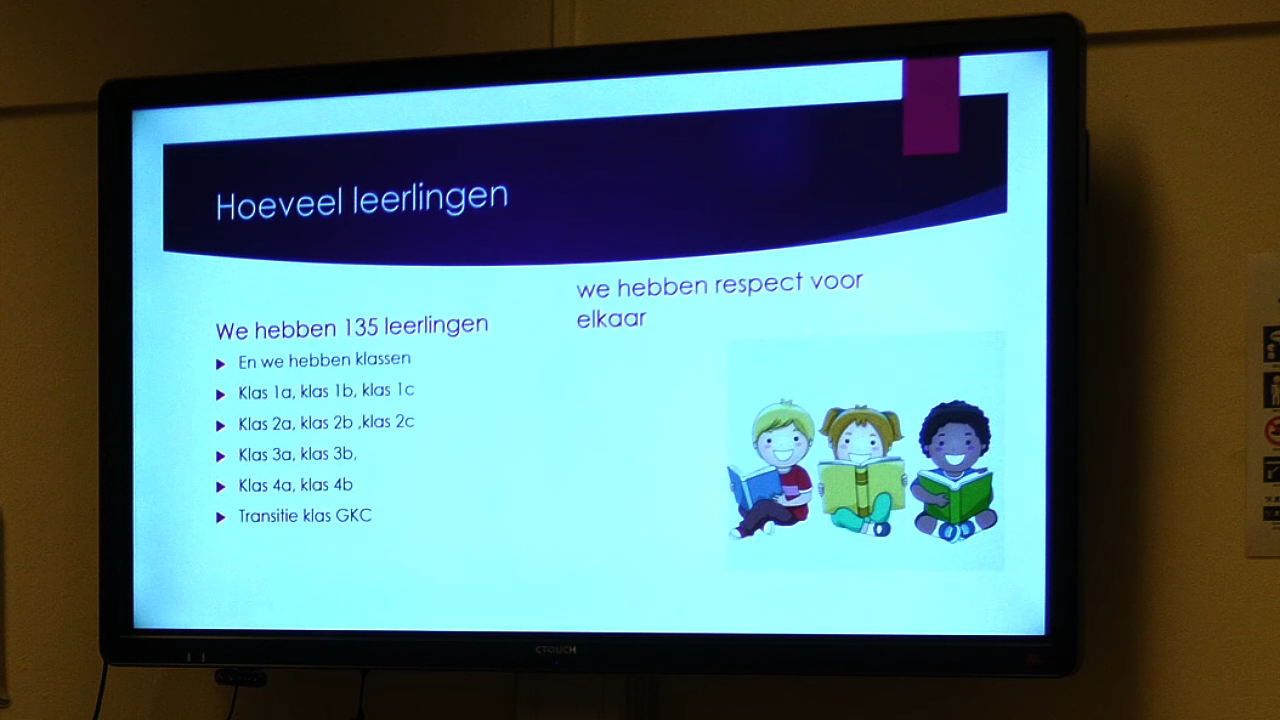 Hoeveel leerlingen
We hebben 135 leerlingen
En we hebben klassen
Klas 1a, klas 1b, klas 1c
Klas 2a, klas 2b ,klas 2c
Klas 3a, klas 3b,
Klas 4a, klas 4b
Transitie klas GKC
we hebben respect voor
elkaar
CTOUCH